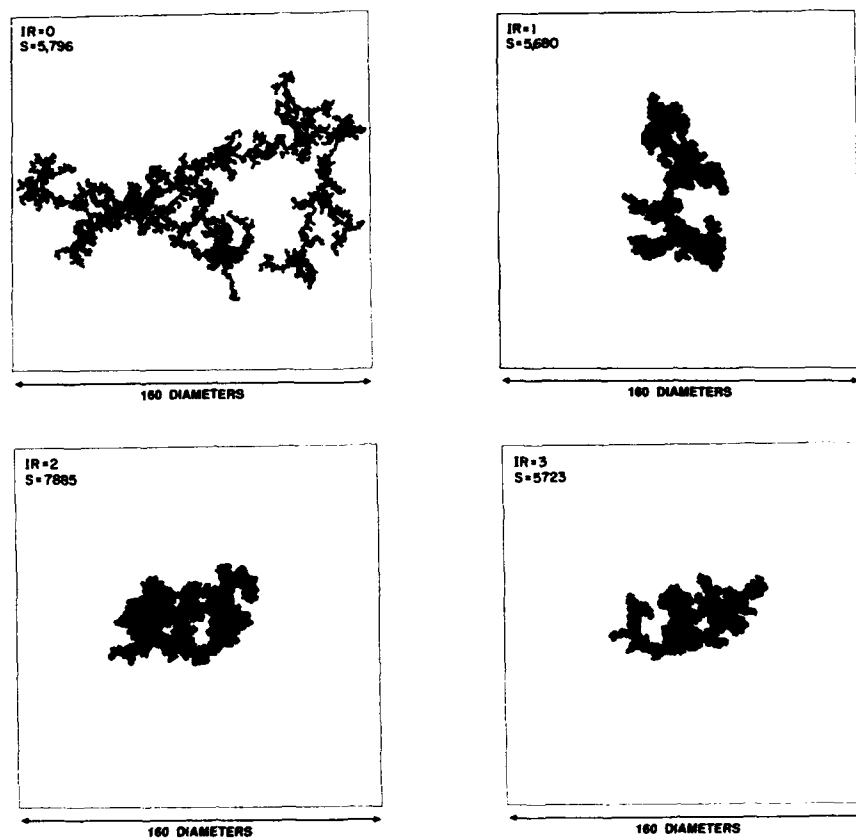 IR=0
S=5,796
160 DIAMETERS
IR=1
S=5,680
160 DIAMETERS
IR=2
S=7885
160 DIAMETERS
IR=3
S=5723
160 DIAMETERS